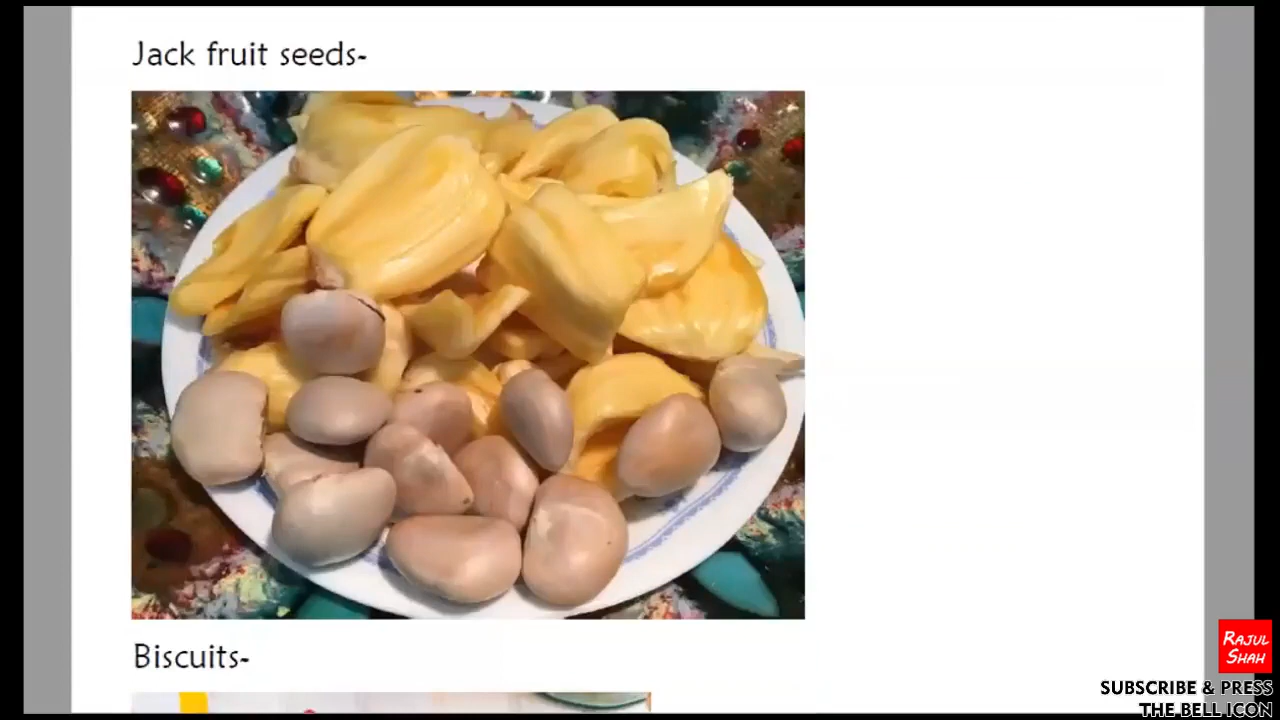 Jack fruit seeds-
Biscuits-
RAJUL
SHAH
SUBSCRIBE & PRESS
THE BELL ICON